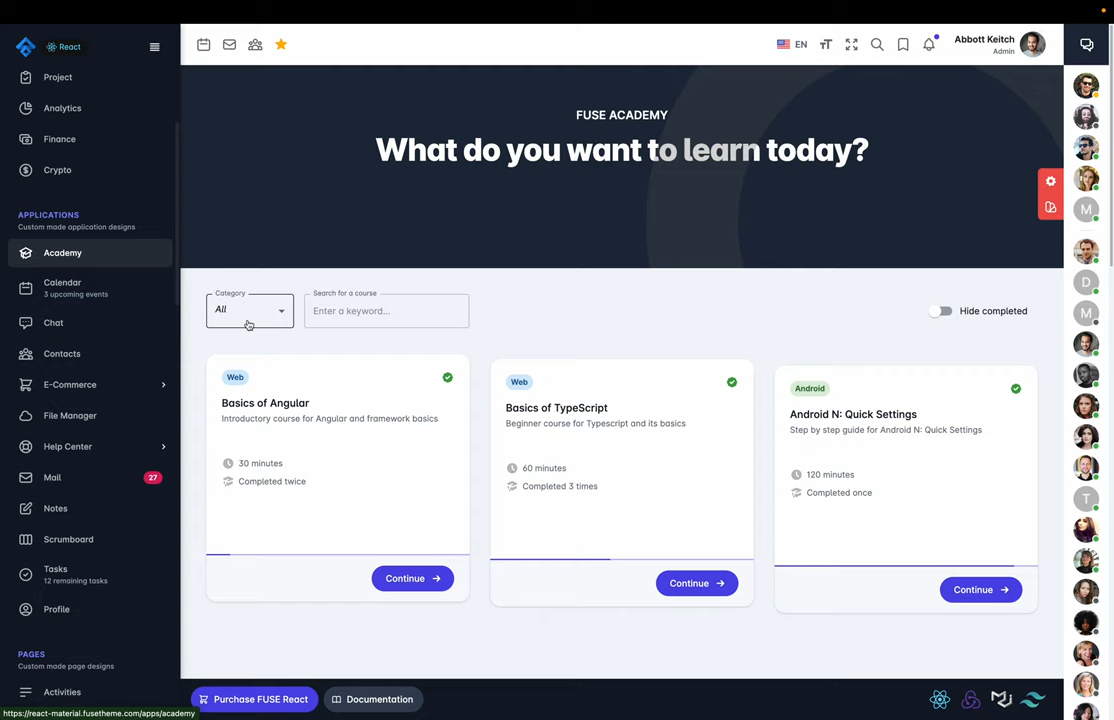 React
Project
Analytics
Finance
Crypto
APPLICATIONS
Custom made application designs
Academy
Calendar
3 upcoming events
Chat
Contacts
E-Commerce
File Manager
Help Center
Mail
27
Notes
Scrumboard
Tasks
12 remaining tasks
Profile
PAGES
Custom made page designs
Activities
https://react-material.fusetheme.com/apps/academy
EN
Abbott Keitch
Admin
FUSE ACADEMY
What do you want to learn today?
Category
All
Search for a course
Enter a keyword...
Hide completed
Web
Basics of Angular
Introductory course for Angular and framework basics
30 minutes
Completed twice
Continue
Web
Basics of TypeScript
Beginner course for Typescript and its basics
60 minutes
Completed 3 times
Continue
Android
Android N: Quick Settings
Step by step guide for Android N: Quick Settings
120 minutes
Completed once
Continue
Purchase FUSE React
Documentation
M
D
M
T